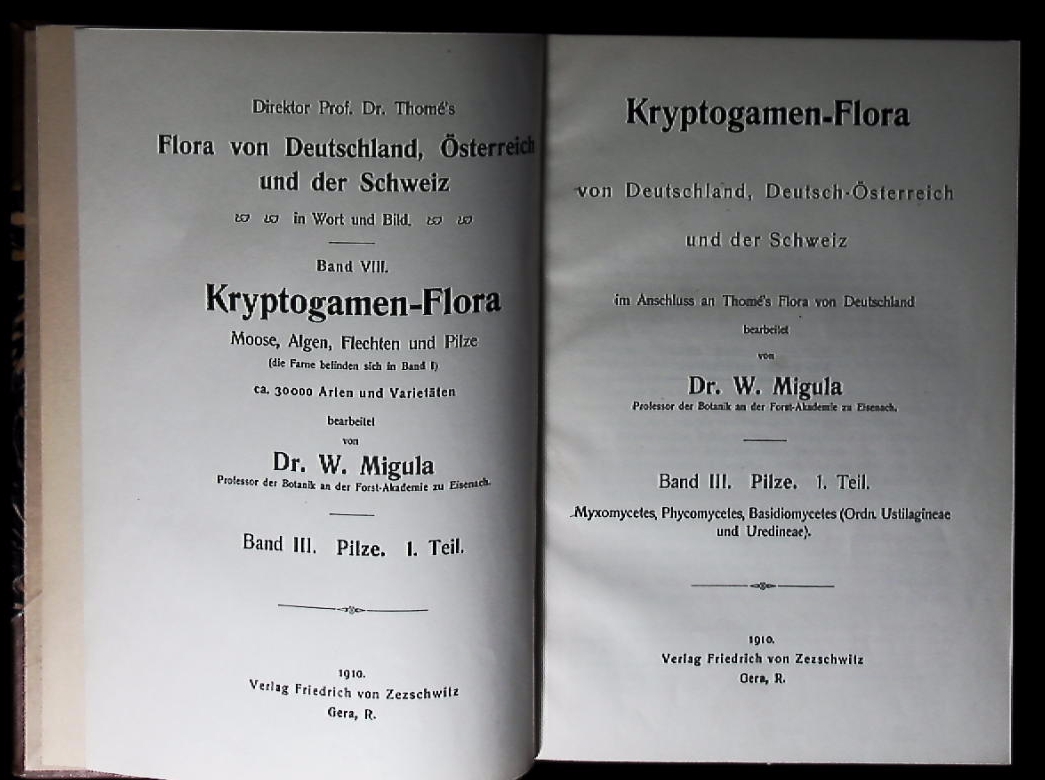 Direktor Prof. Dr. Thomé's
Flora von Deutschland, Österreich
und der Schweiz
in Wort und Bild.
Band VIII.
Kryptogamen-Flora
Moose, Algen, Flechten und Pilze
(die Farne befinden sich in Band I)
ca. 30000 Arten und Varietäten
bearbeitet
von
Dr. W. Migula
Professor der Botanik an der Forst-Akademie zu Eisenach.
Band III. Pilze. 1. Teil.
1910.
Verlag Friedrich von Zezschwitz
Gera, R.
Kryptogamen-Flora
von Deutschland, Deutsch-Österreich
und der Schweiz
im Anschluss an Thomé's Flora von Deutschland
bearbeitet
von
Dr. W. Migula
Professor der Botanik an der Forst-Akademie zu Eisenach.
Band III. Pilze. 1. Teil.
Myxomycetes, Phycomycetes, Basidiomycetes (Ordn. Ustilagineae
und Uredineae).
1910.
Verlag Friedrich von Zezschwitz
Gera, R.